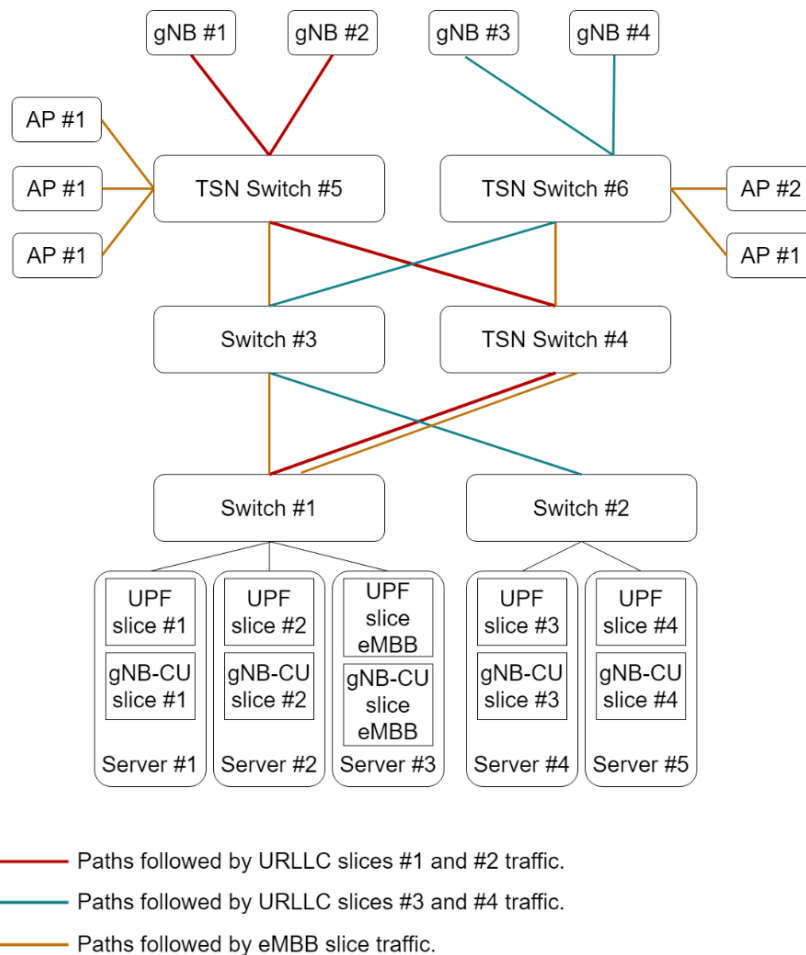 gNB #1
gNB #2
gNB #3
gNB #4
AP #1
AP #1
AP #1
TSN Switch #5
TSN Switch #6
AP #2
AP #1
Switch #3
TSN Switch #4
Switch #1
Switch #2
UPF
slice #1
gNB-CU
slice #1
Server #1
UPF
slice #2
gNB-CU
slice #2
Server #2
UPF
slice
eMBB
gNB-CU
slice
eMBB
Server #3
UPF
slice #3
gNB-CU
slice #3
Server #4
UPF
slice #4
gNB-CU
slice #4
Server #5
Paths followed by URLLC slices #1 and #2 traffic.
Paths followed by URLLC slices #3 and #4 traffic.
Paths followed by eMBB slice traffic.